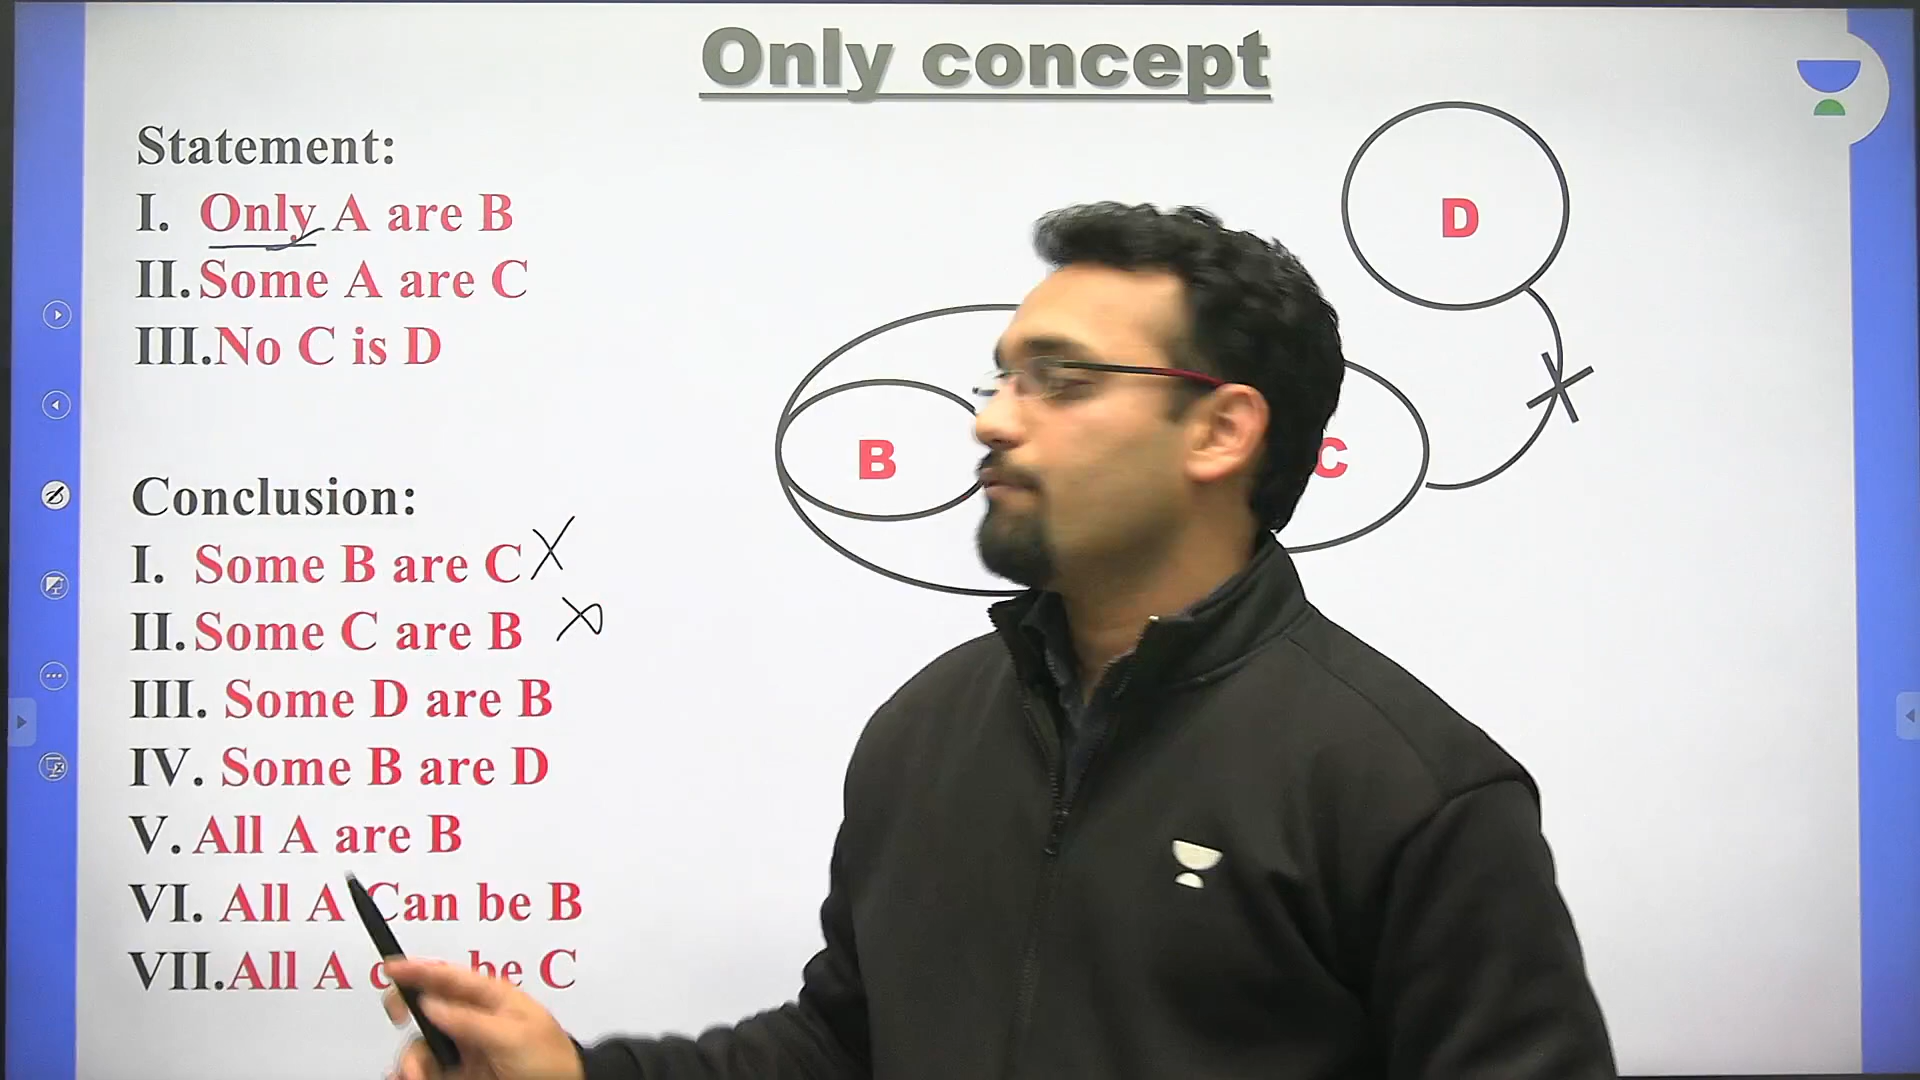 Only concept
Statement:
I. Only A are B
II. Some A are C
III. No C is D
Conclusion:
I. Some B are C
II. Some C are B
III. Some D are B
IV. Some B are D
V. All A are B
VI. All A Can be B
VII. All A be C
D
B
C